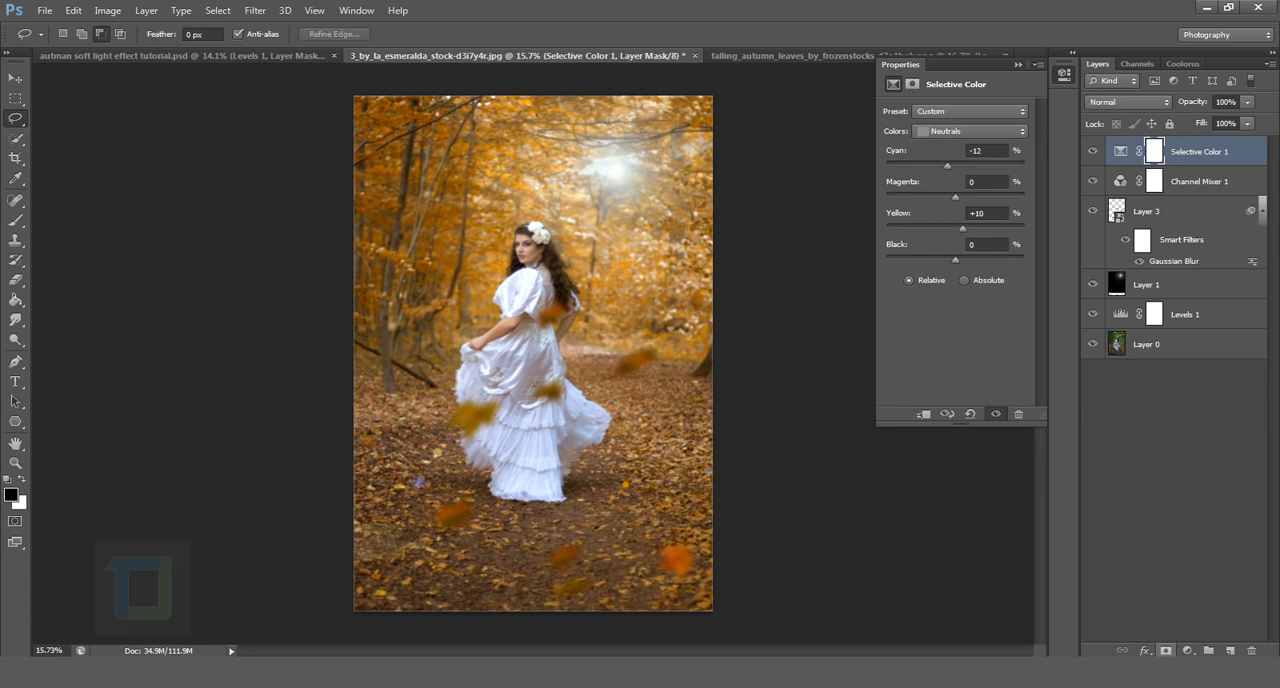 Ps File Edit Image Layer Type Select Filter 3D View Window Help
Feather: 0 px Anti-alias Refine Edge... Photography
autman soft light effect tutorial.psd @ 14.1% (Levels 1, Layer Mask... × 3_by_la_esmeralda_stock-d3i7y4r.jpg @ 15.7% (Selective Color 1, Layer Mask/8) * × falling_autumn_leaves_by_frozenstocks
Properties
Selective Color
Preset: Custom
Colors: Neutrals
Cyan: -12 %
Magenta: 0 %
Yellow: +10 %
Black: 0 %
Relative Absolute
Layers Channels Coolorus
Kind
Normal Opacity: 100%
Lock: Fill: 100%
Selective Color 1
Channel Mixer 1
Layer 3
Smart Filters
Gaussian Blur
Layer 1
Levels 1
Layer 0
15.73% Doc: 34.9M/111.9M